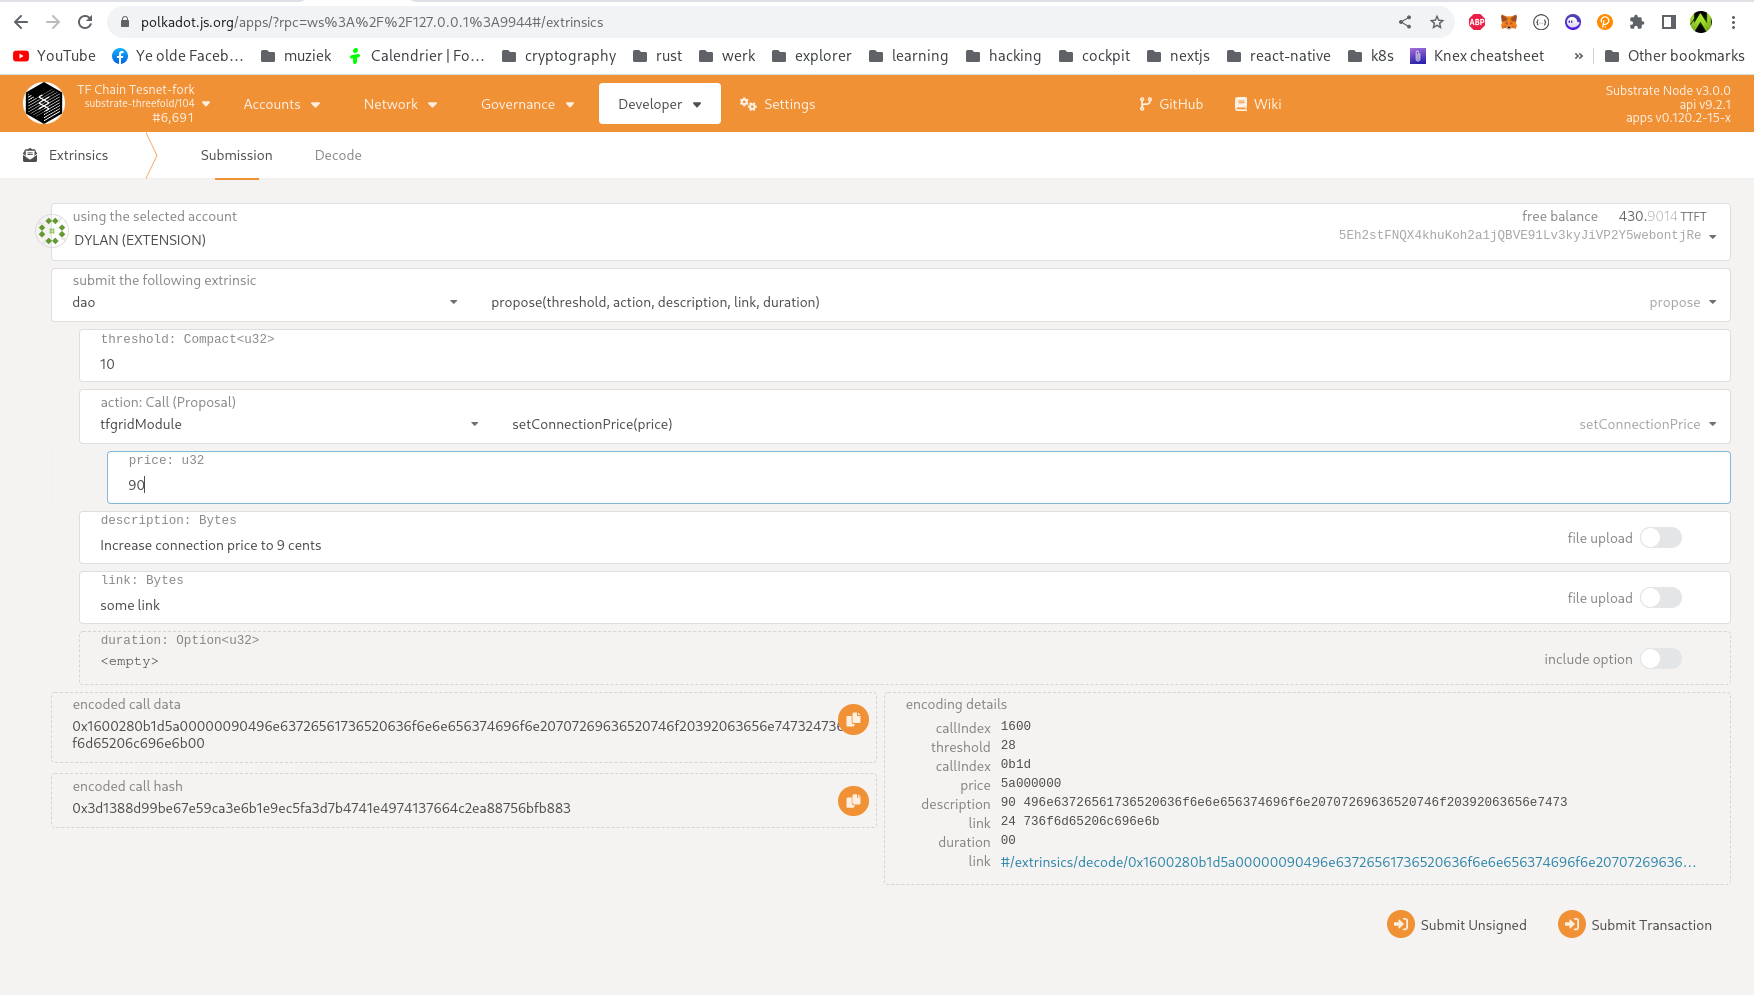 polkadot.js.org/apps/?rpc=ws%3A%2F%2F127.0.0.1%3A9944#/extrinsics
ABP
YouTube Ye olde Faceb... muziek Calendrier | Fo... cryptography rust werk explorer learning hacking cockpit nextjs react-native k8s Knex cheatsheet » Other bookmarks
TF Chain Tesnet-fork
substrate-threefold/104
#6,691
Accounts Network Governance Developer Settings GitHub Wiki
Substrate Node v3.0.0
api v9.2.1
apps v0.120.2-15-x
Extrinsics Submission Decode
using the selected account
DYLAN (EXTENSION)
free balance 430.9014 TTFT
5Eh2stFNQX4khuKoh2a1jQBVE91Lv3kyJiVP2Y5webontjRe
submit the following extrinsic
dao propose(threshold, action, description, link, duration) propose
threshold: Compact<u32>
10
action: Call (Proposal)
tfgridModule setConnectionPrice(price) setConnectionPrice
price: u32
90
description: Bytes
Increase connection price to 9 cents file upload
link: Bytes
some link file upload
duration: Option<u32>
<empty> include option
encoded call data
0x1600280b1d5a00000090496e63726561736520636f6e6e656374696f6e20707269636520746f20392063656e747324736
f6d65206c696e6b00
encoded call hash
0x3d1388d99be67e59ca3e6b1e9ec5fa3d7b4741e4974137664c2ea88756bfb883
encoding details
callIndex 1600
threshold 28
callIndex 0b1d
price 5a000000
description 90 496e63726561736520636f6e6e656374696f6e20707269636520746f20392063656e7473
link 24 736f6d65206c696e6b
duration 00
link #/extrinsics/decode/0x1600280b1d5a00000090496e63726561736520636f6e6e656374696f6e20707269636...
Submit Unsigned Submit Transaction